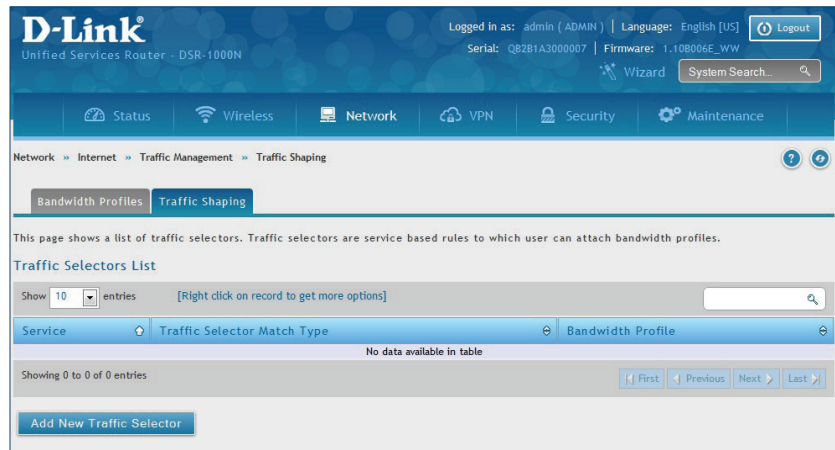 D-Link®
Unified Services Router - DSR-1000N
Logged in as: admin ( ADMIN ) | Language: English [US]
Logout
Serial: QB2B1A3000007 | Firmware: 1.10B006E_WW
Wizard
System Search...
Status
Wireless
Network
VPN
Security
Maintenance
Network » Internet » Traffic Management » Traffic Shaping
?
Bandwidth Profiles
Traffic Shaping
This page shows a list of traffic selectors. Traffic selectors are service based rules to which user can attach bandwidth profiles.
Traffic Selectors List
Show 10 entries [Right click on record to get more options]
Service
Traffic Selector Match Type
Bandwidth Profile
No data available in table
Showing 0 to 0 of 0 entries
First
Previous
Next
Last
Add New Traffic Selector